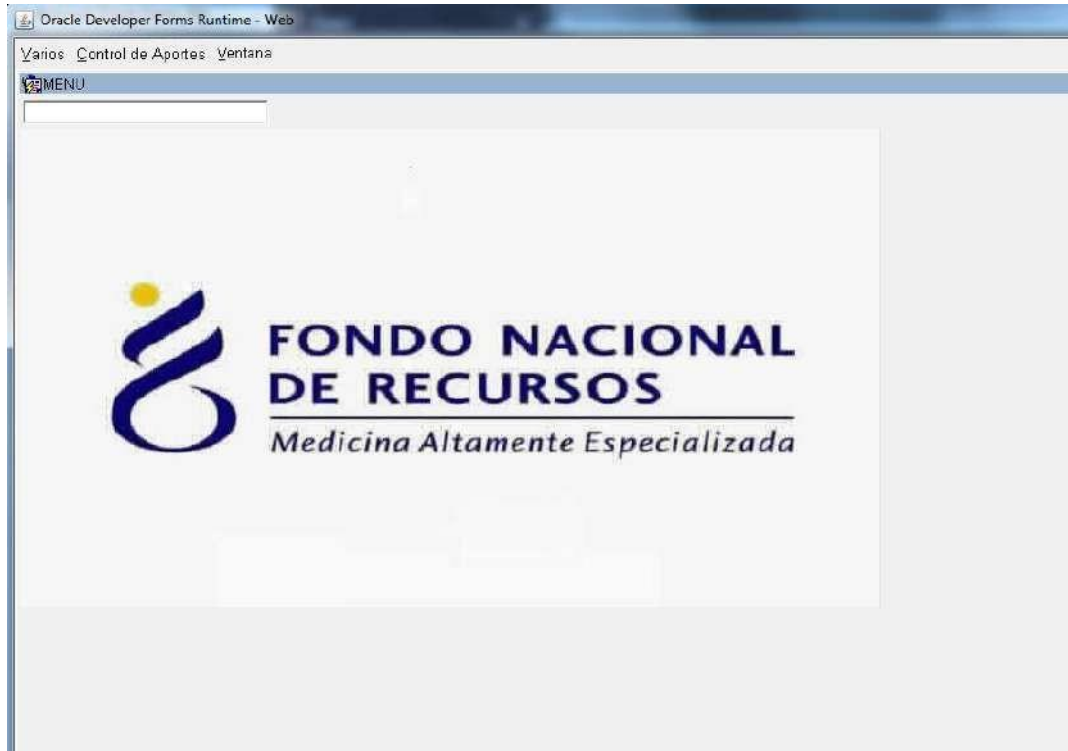 Oracle Developer Forms Runtime - Web
Varios Control de Aportes Ventana
MENU
FONDO NACIONAL
DE RECURSOS
Medicina Altamente Especializada